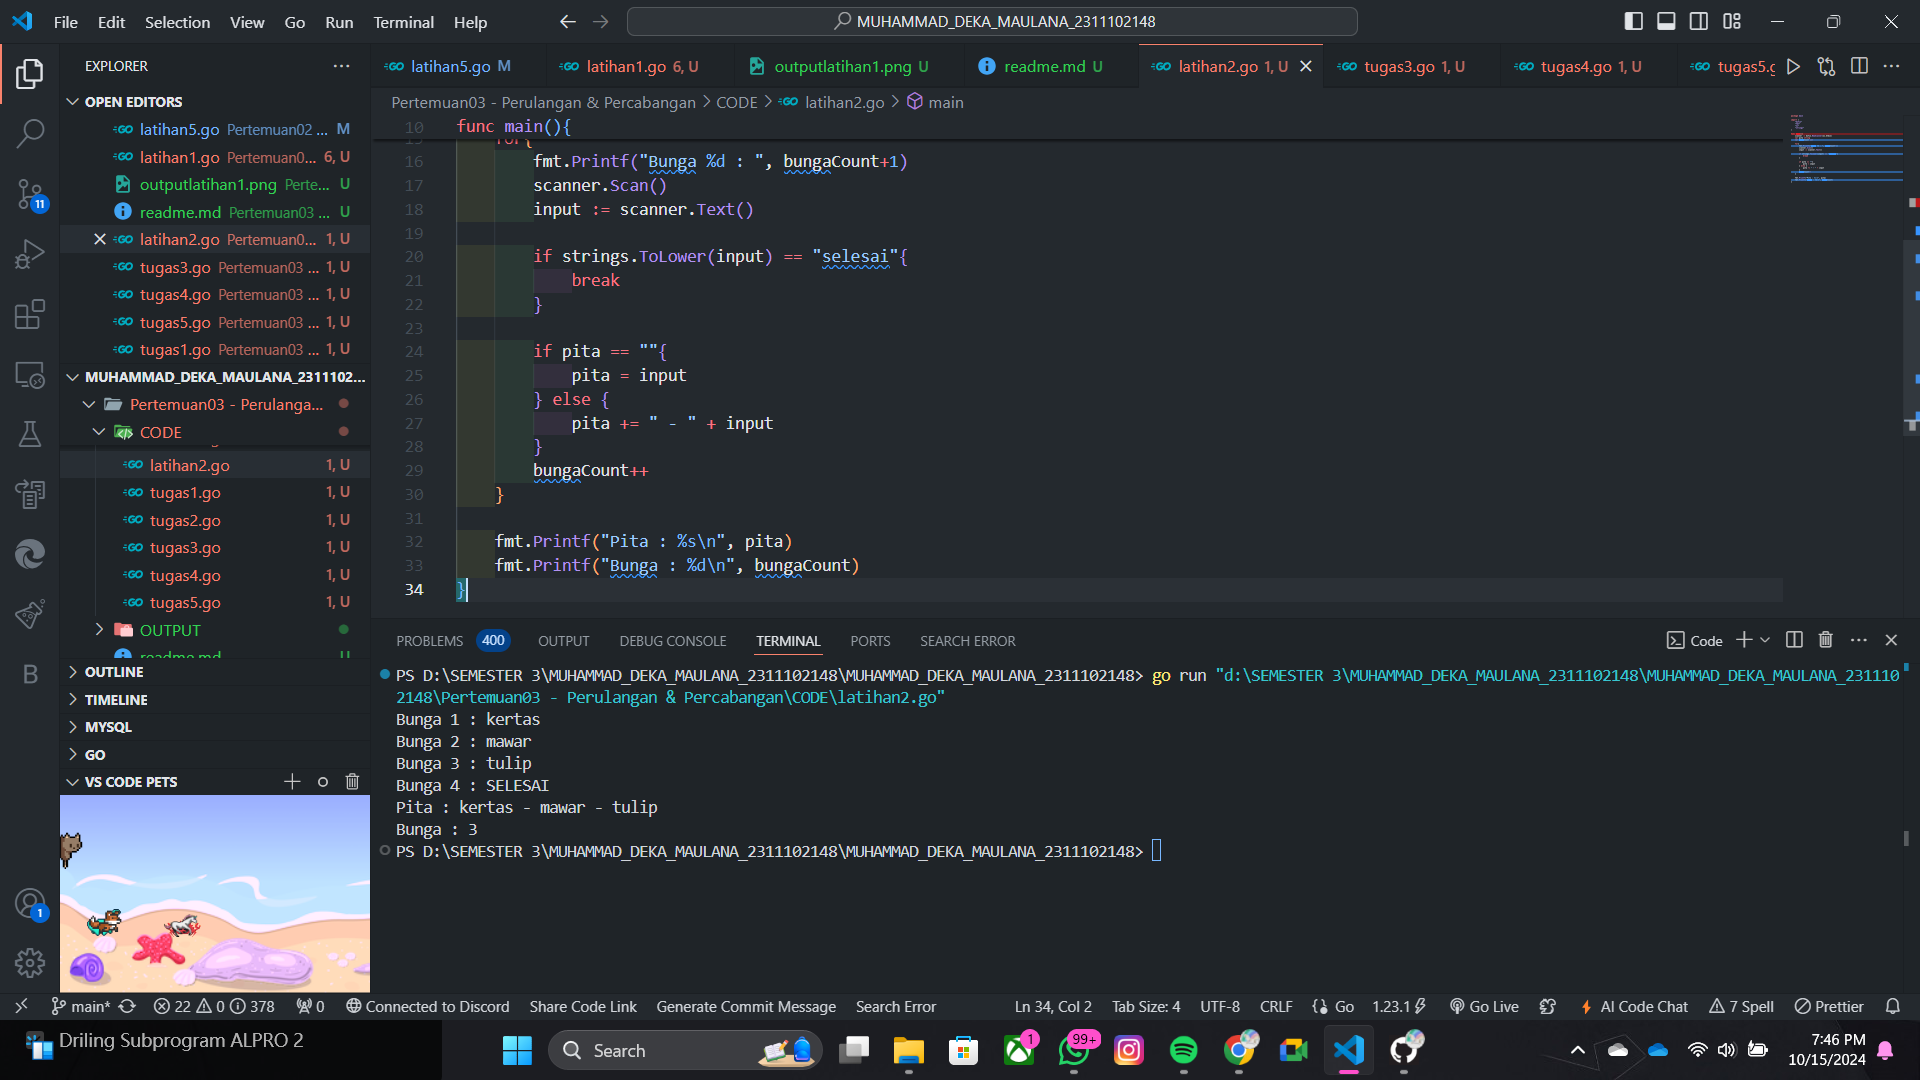 File Edit Selection View Go Run Terminal Help
MUHAMMAD_DEKA_MAULANA_2311102148
EXPLORER
OPEN EDITORS
latihan5.go Pertemuan02 ... M
latihan1.go Pertemuan03 ... 6, U
outputlatihan1.png Perte... U
readme.md Pertemuan03 ... U
latihan2.go Pertemuan0... 1, U
tugas3.go Pertemuan03 ... 1, U
tugas4.go Pertemuan03 ... 1, U
tugas5.go Pertemuan03 ... 1, U
tugas1.go Pertemuan03 ... 1, U
MUHAMMAD_DEKA_MAULANA_2311102...
Pertemuan03 - Perulanga...
CODE
latihan2.go 1, U
tugas1.go 1, U
tugas2.go 1, U
tugas3.go 1, U
tugas4.go 1, U
tugas5.go 1, U
OUTPUT
readme.md U
OUTLINE
TIMELINE
MYSQL
GO
VS CODE PETS
11
1
latihan5.go M latihan1.go 6, U outputlatihan1.png U readme.md U latihan2.go 1, U tugas3.go 1, U tugas4.go 1, U tugas5.g
Pertemuan03 - Perulangan & Percabangan > CODE > latihan2.go > main
10 func main(){
15 for{
16 fmt.Printf("Bunga %d : ", bungaCount+1)
17 scanner.Scan()
18 input := scanner.Text()
19
20 if strings.ToLower(input) == "selesai"{
21 break
22 }
23
24 if pita == ""{
25 pita = input
26 } else {
27 pita += " - " + input
28 }
29 bungaCount++
30 }
31
32 fmt.Printf("Pita : %s\n", pita)
33 fmt.Printf("Bunga : %d\n", bungaCount)
34 }
PROBLEMS 400 OUTPUT DEBUG CONSOLE TERMINAL PORTS SEARCH ERROR Code
PS D:\SEMESTER 3\MUHAMMAD_DEKA_MAULANA_2311102148\MUHAMMAD_DEKA_MAULANA_2311102148> go run "d:\SEMESTER 3\MUHAMMAD_DEKA_MAULANA_2311102148\MUHAMMAD_DEKA_MAULANA_231110
2148\Pertemuan03 - Perulangan & Percabangan\CODE\latihan2.go"
Bunga 1 : kertas
Bunga 2 : mawar
Bunga 3 : tulip
Bunga 4 : SELESAI
Pita : kertas - mawar - tulip
Bunga : 3
PS D:\SEMESTER 3\MUHAMMAD_DEKA_MAULANA_2311102148\MUHAMMAD_DEKA_MAULANA_2311102148>
main* 22 0 378 0 Connected to Discord Share Code Link Generate Commit Message Search Error Ln 34, Col 2 Tab Size: 4 UTF-8 CRLF Go 1.23.1 Go Live AI Code Chat 7 Spell Prettier
Driling Subprogram ALPRO 2
Search
1
99+
7:46 PM
10/15/2024